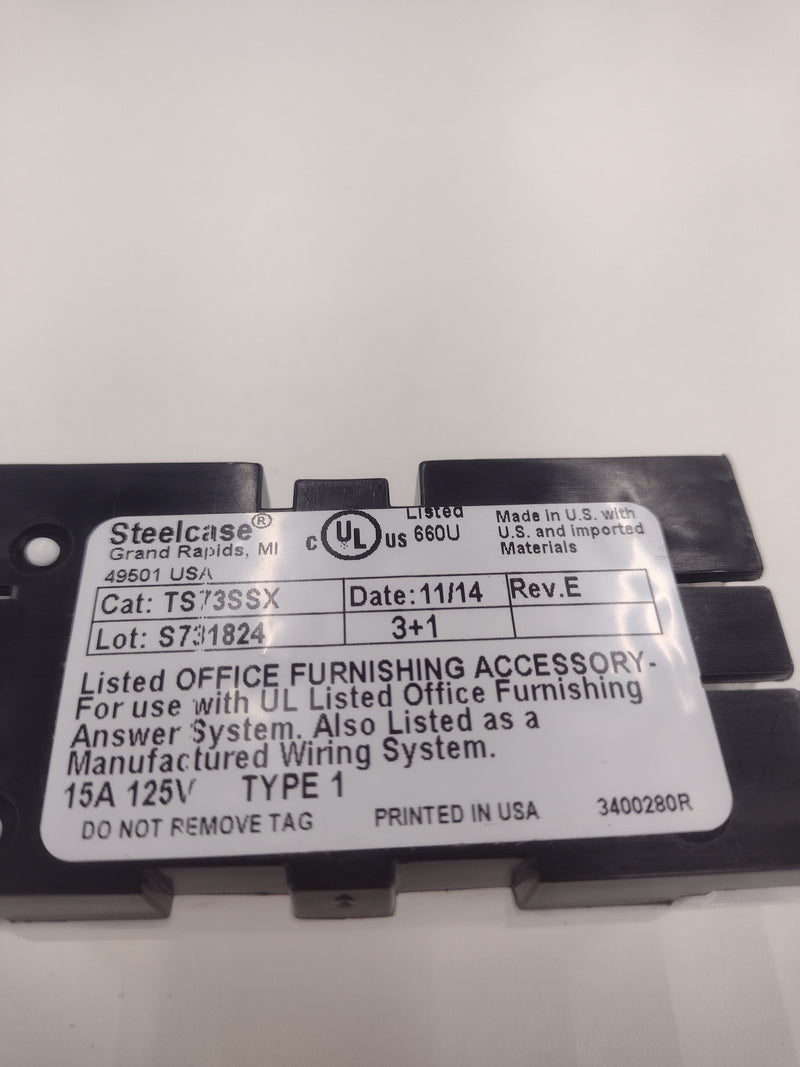 Steelcase®
Grand Rapids, MI
49501 USA
c UL us Listed 660U
Made in U.S. with
U.S. and imported
Materials
Cat: TS73SSX Date: 11/14 Rev.E
Lot: S731824 3+1
Listed OFFICE FURNISHING ACCESSORY-
For use with UL Listed Office Furnishing
Answer System. Also Listed as a
Manufactured Wiring System.
15A 125V TYPE 1
DO NOT REMOVE TAG PRINTED IN USA 3400280R